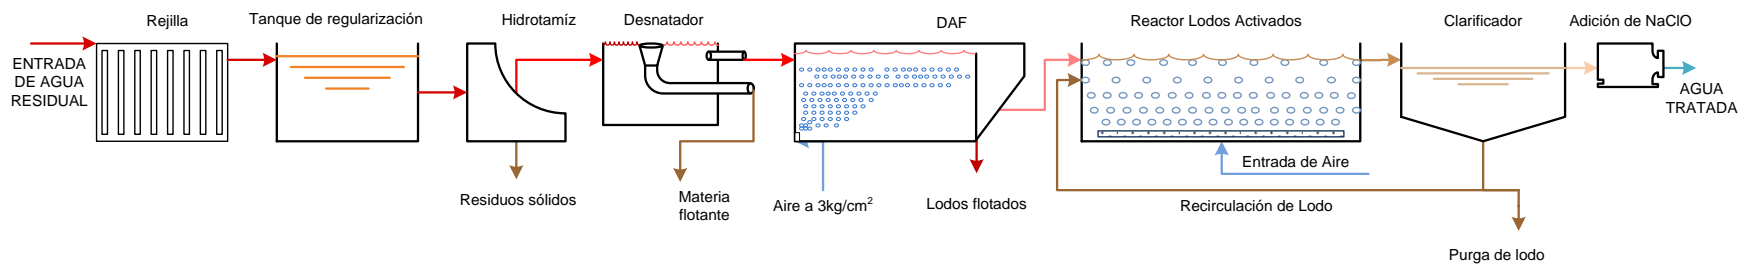 Rejilla
Tanque de regularización
Hidrotamíz
Desnatador
DAF
Reactor Lodos Activados
Clarificador
Adición de NaClO
ENTRADA
DE AGUA
RESIDUAL
AGUA
TRATADA
Entrada de Aire
Residuos sólidos
Materia
flotante
Aire a 3kg/cm²
Lodos flotados
Recirculación de Lodo
Purga de lodo